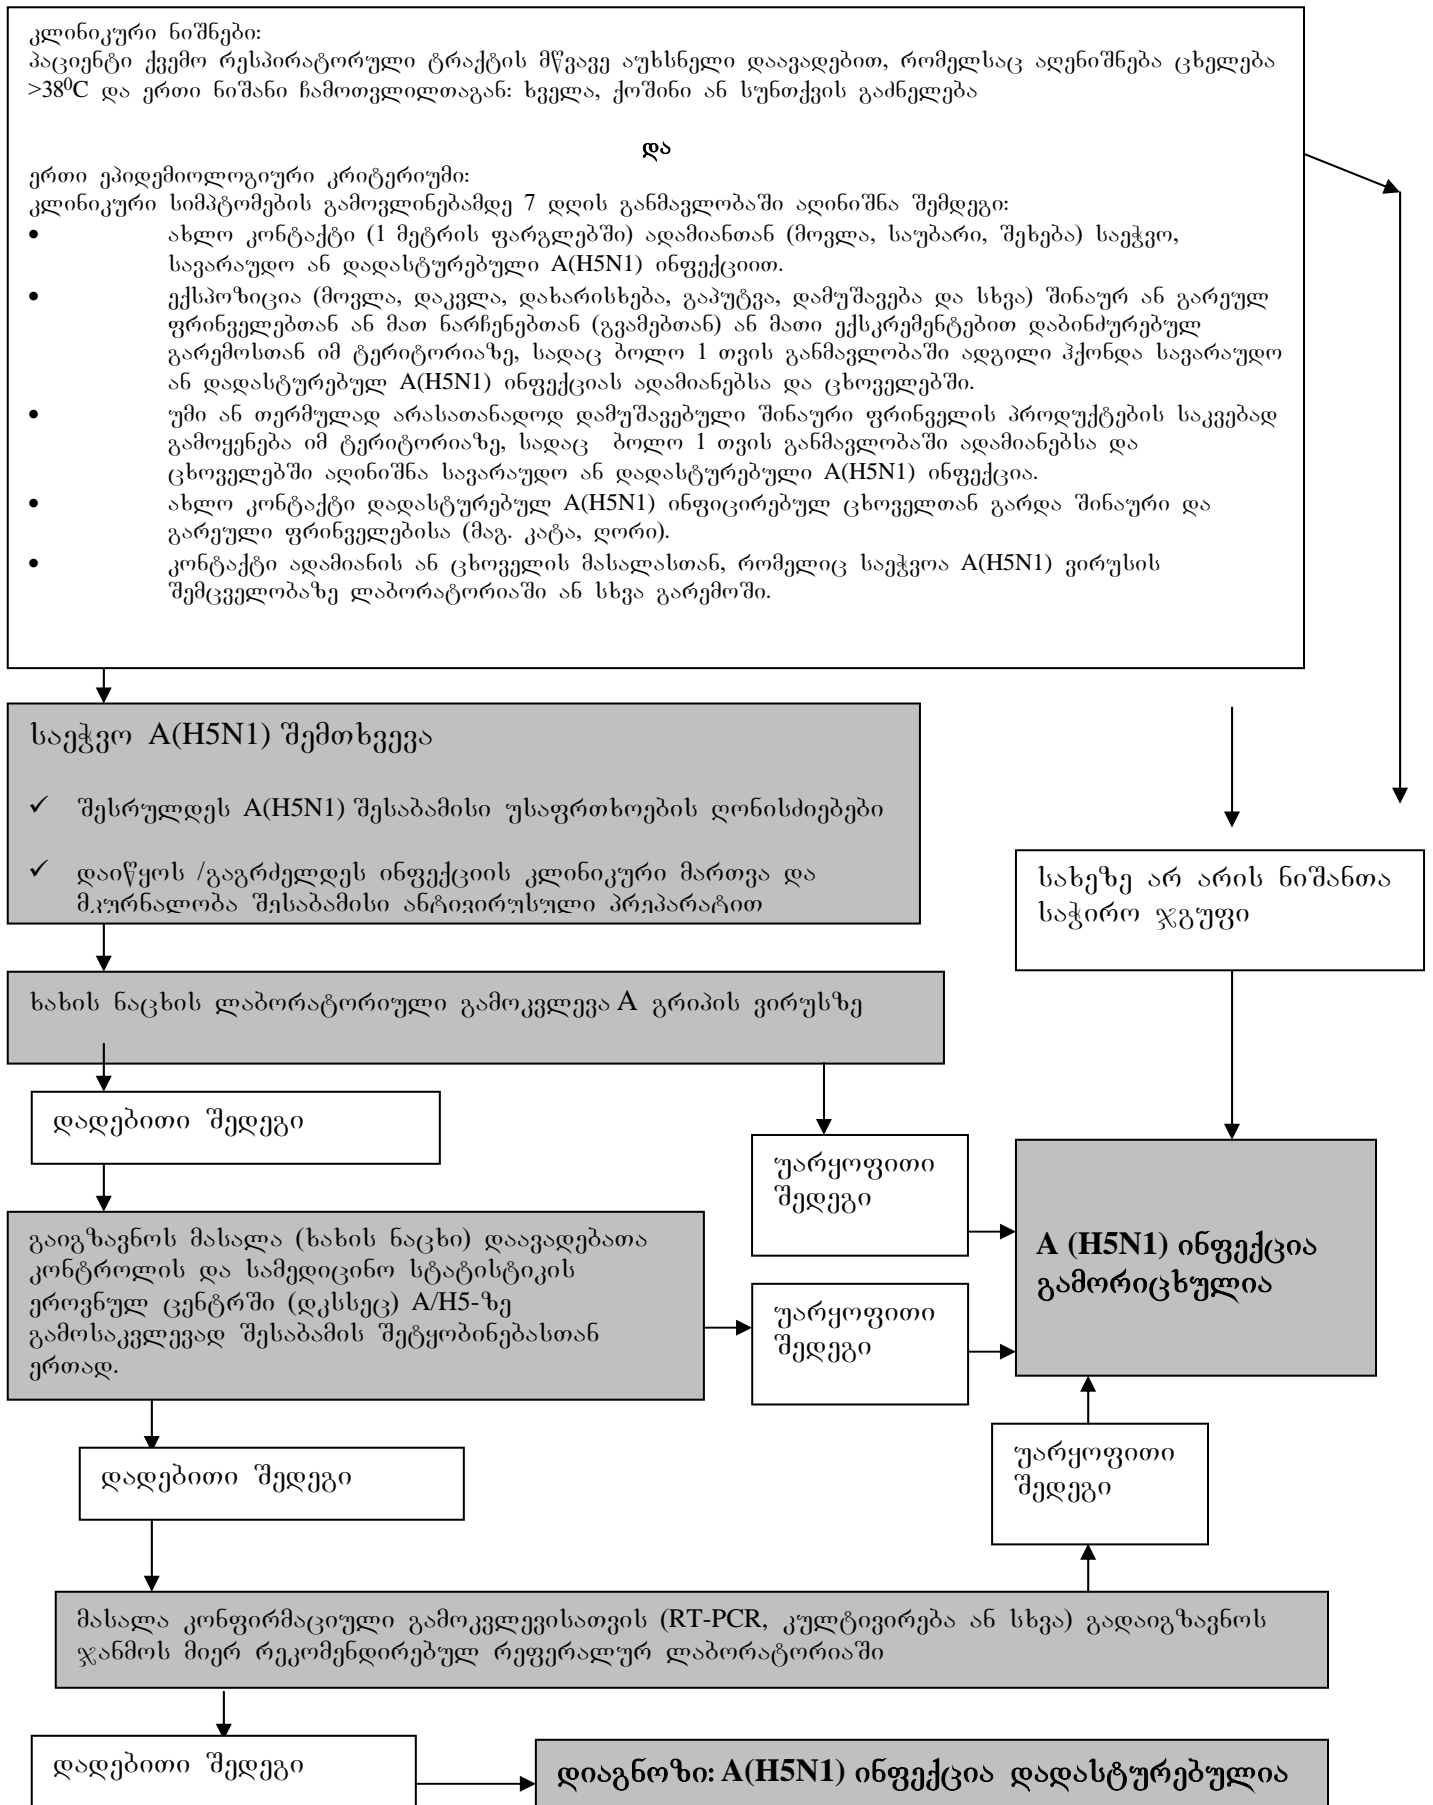 კლინიკური ნიშნები:
პაციენტი ქვემო რესპირატორული ტრაქტის მწვავე აუხსნელი დაავადებით, რომელსაც აღენიშნება ცხელება
>38⁰C და ერთი ნიშანი ჩამოთვლილთაგან: ხველა, ქოშინი ან სუნთქვის გაძნელება
და
ერთი ეპიდემიოლოგიური კრიტერიუმი:
კლინიკური სიმპტომების გამოვლინებამდე 7 დღის განმავლობაში აღინიშნა შემდეგი:
• ახლო კონტაქტი (1 მეტრის ფარგლებში) ადამიანთან (მოვლა, საუბარი, შეხება) საეჭვო,
სავარაუდო ან დადასტურებული A(H5N1) ინფექციით.
• ექსპოზიცია (მოვლა, დაკვლა, დახარისხება, გაპუტვა, დამუშავება და სხვა) შინაურ ან გარეულ
ფრინველებთან ან მათ ნარჩენებთან (გვამებთან) ან მათი ექსკრემენტებით დაბინძურებულ
გარემოსთან იმ ტერიტორიაზე, სადაც ბოლო 1 თვის განმავლობაში ადგილი ჰქონდა სავარაუდო
ან დადასტურებულ A(H5N1) ინფექციას ადამიანებსა და ცხოველებში.
• უმი ან თერმულად არასათანადოდ დამუშავებული შინაური ფრინველის პროდუქტების საკვებად
გამოყენება იმ ტერიტორიაზე, სადაც ბოლო 1 თვის განმავლობაში ადამიანებსა და
ცხოველებში აღინიშნა სავარაუდო ან დადასტურებული A(H5N1) ინფექცია.
• ახლო კონტაქტი დადასტურებულ A(H5N1) ინფიცირებულ ცხოველთან გარდა შინაური და
გარეული ფრინველებისა (მაგ. კატა, ღორი).
• კონტაქტი ადამიანის ან ცხოველის მასალასთან, რომელიც საეჭვოა A(H5N1) ვირუსის
შემცველობაზე ლაბორატორიაში ან სხვა გარემოში.
საეჭვო A(H5N1) შემთხვევა
✓ შესრულდეს A(H5N1) შესაბამისი უსაფრთხოების ღონისძიებები
✓ დაიწყოს /გაგრძელდეს ინფექციის კლინიკური მართვა და
მკურნალობა შესაბამისი ანტივირუსული პრეპარატით
სახეზე არ არის ნიშანთა
საჭირო ჯგუფი
ხახის ნაცხის ლაბორატორიული გამოკვლევა A გრიპის ვირუსზე
დადებითი შედეგი
უარყოფითი
შედეგი
გაიგზავნოს მასალა (ხახის ნაცხი) დაავადებათა
კონტროლის და სამედიცინო სტატისტიკის
ეროვნულ ცენტრში (დკსსეც) A/H5-ზე
გამოსაკვლევად შესაბამის შეტყობინებასთან
ერთად.
A (H5N1) ინფექცია
გამორიცხულია
უარყოფითი
შედეგი
დადებითი შედეგი
უარყოფითი
შედეგი
მასალა კონფირმაციული გამოკვლევისათვის (RT-PCR, კულტივირება ან სხვა) გადაიგზავნოს
ჯანმოს მიერ რეკომენდირებულ რეფერალურ ლაბორატორიაში
დადებითი შედეგი
დიაგნოზი: A(H5N1) ინფექცია დადასტურებულია